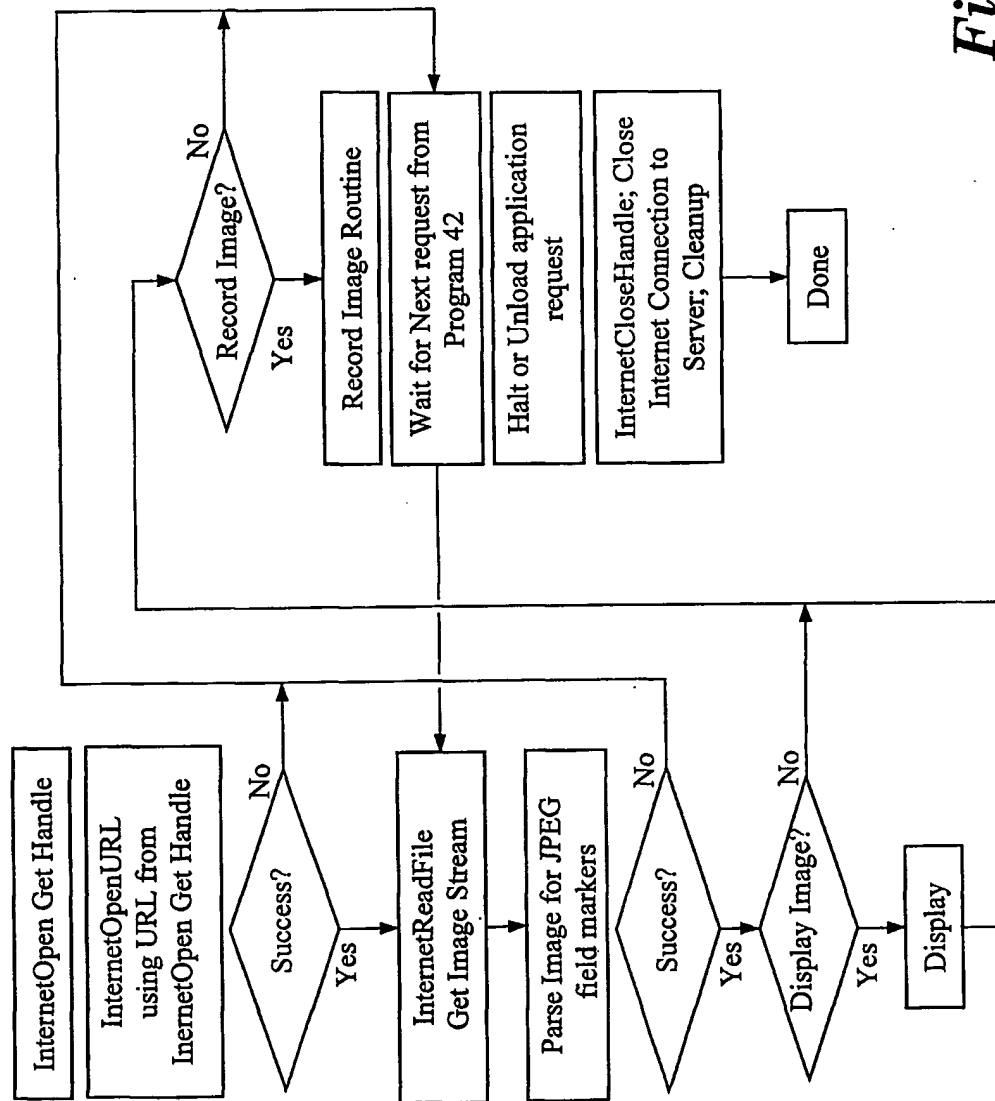 InternetOpen Get Handle
InternetOpenURL
using URL from
InernetOpen Get Handle
Success?
No
Yes
InternetReadFile
Get Image Stream
Parse Image for JPEG
field markers
Success?
No
Yes
Display Image?
No
Yes
Display
Record Image?
No
Yes
Record Image Routine
Wait for Next request from
Program 42
Halt or Unload application
request
InternetCloseHandle; Close
Internet Connection to
Server; Cleanup
Done
Fi